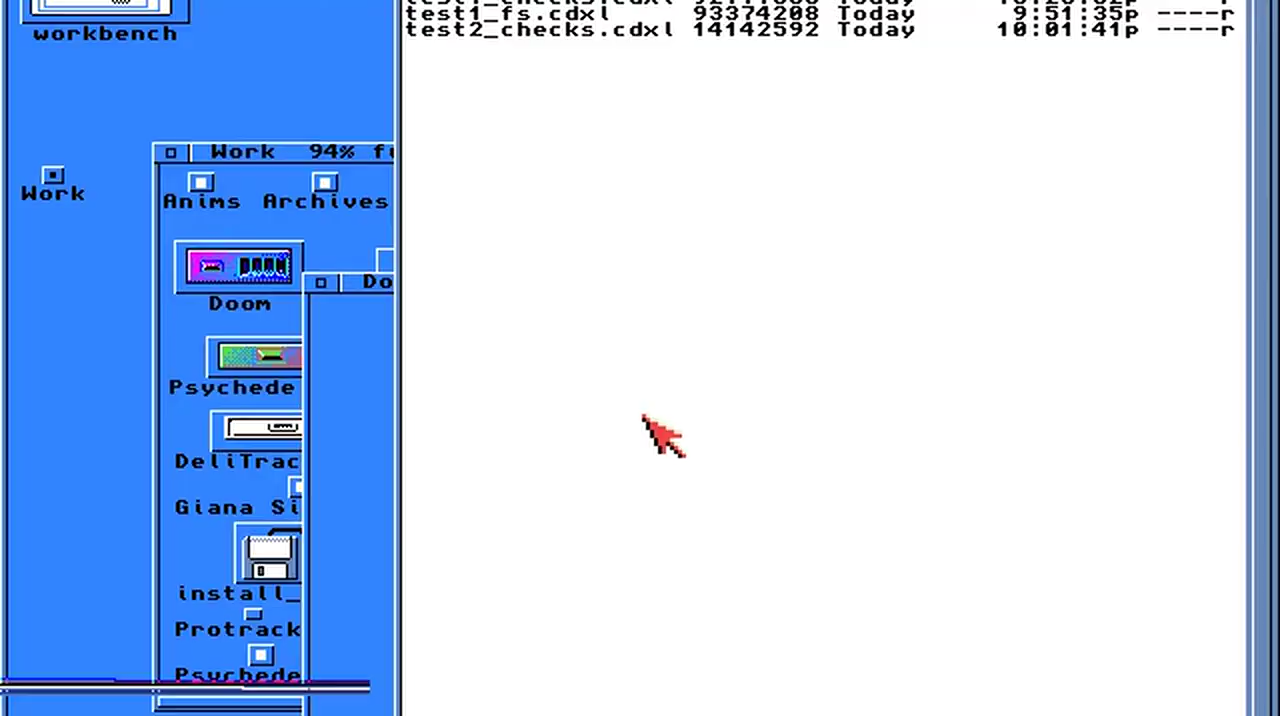 workbench
test1_fs.cdxl 93374208 Today 9:51:35p ----r
test2_checks.cdxl 14142592 Today 10:01:41p ----r
Work 94%
Work
Anims Archives
Do
Doom
Psychede
DeliTrac
Giana Si
install_
Protrack
Psychede